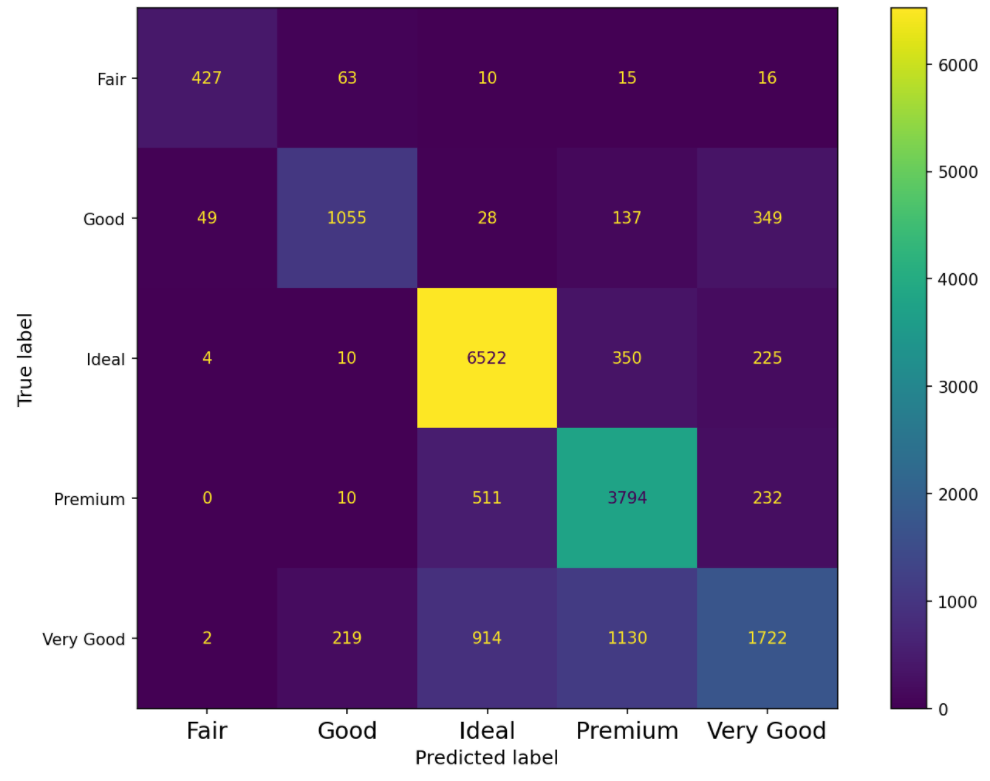 Fair 427 63 10 15 16
Good 49 1055 28 137 349
Ideal 4 10 6522 350 225
Premium 0 10 511 3794 232
Very Good 2 219 914 1130 1722
Fair Good Ideal Premium Very Good
Predicted label
True label
6000
5000
4000
3000
2000
1000
0